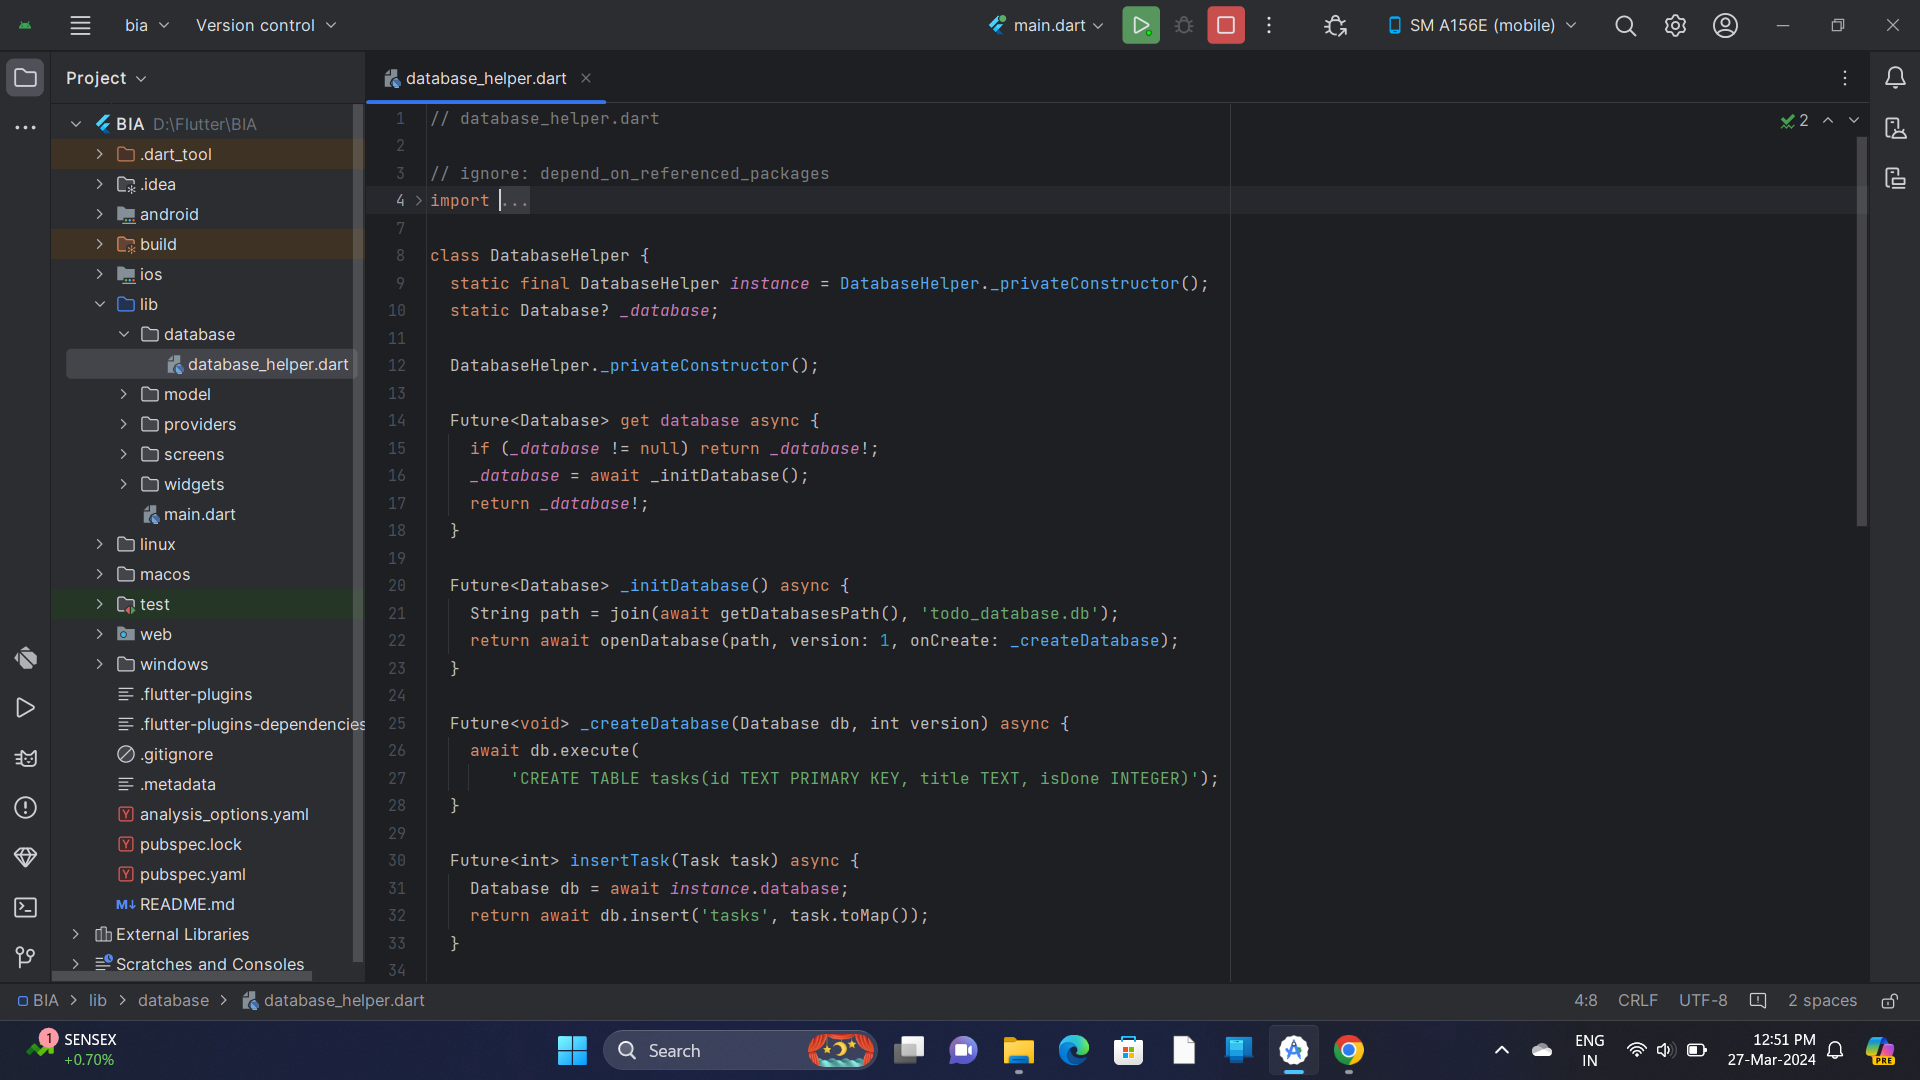 bia
Version control
main.dart
SM A156E (mobile)
Project
database_helper.dart
BIA D:\Flutter\BIA
.dart_tool
.idea
android
build
ios
lib
database
database_helper.dart
model
providers
screens
widgets
main.dart
linux
macos
test
web
windows
.flutter-plugins
.flutter-plugins-dependencies
.gitignore
.metadata
analysis_options.yaml
pubspec.lock
pubspec.yaml
README.md
External Libraries
Scratches and Consoles
2
1 // database_helper.dart
2
3 // ignore: depend_on_referenced_packages
4 import ...
7
8 class DatabaseHelper {
9 static final DatabaseHelper instance = DatabaseHelper._privateConstructor();
10 static Database? _database;
11
12 DatabaseHelper._privateConstructor();
13
14 Future<Database> get database async {
15 if (_database != null) return _database!;
16 _database = await _initDatabase();
17 return _database!;
18 }
19
20 Future<Database> _initDatabase() async {
21 String path = join(await getDatabasesPath(), 'todo_database.db');
22 return await openDatabase(path, version: 1, onCreate: _createDatabase);
23 }
24
25 Future<void> _createDatabase(Database db, int version) async {
26 await db.execute(
27 'CREATE TABLE tasks(id TEXT PRIMARY KEY, title TEXT, isDone INTEGER)');
28 }
29
30 Future<int> insertTask(Task task) async {
31 Database db = await instance.database;
32 return await db.insert('tasks', task.toMap());
33 }
34
BIA > lib > database > database_helper.dart
4:8 CRLF UTF-8 2 spaces
1 SENSEX
+0.70%
Search
ENG
IN
12:51 PM
27-Mar-2024
PRE